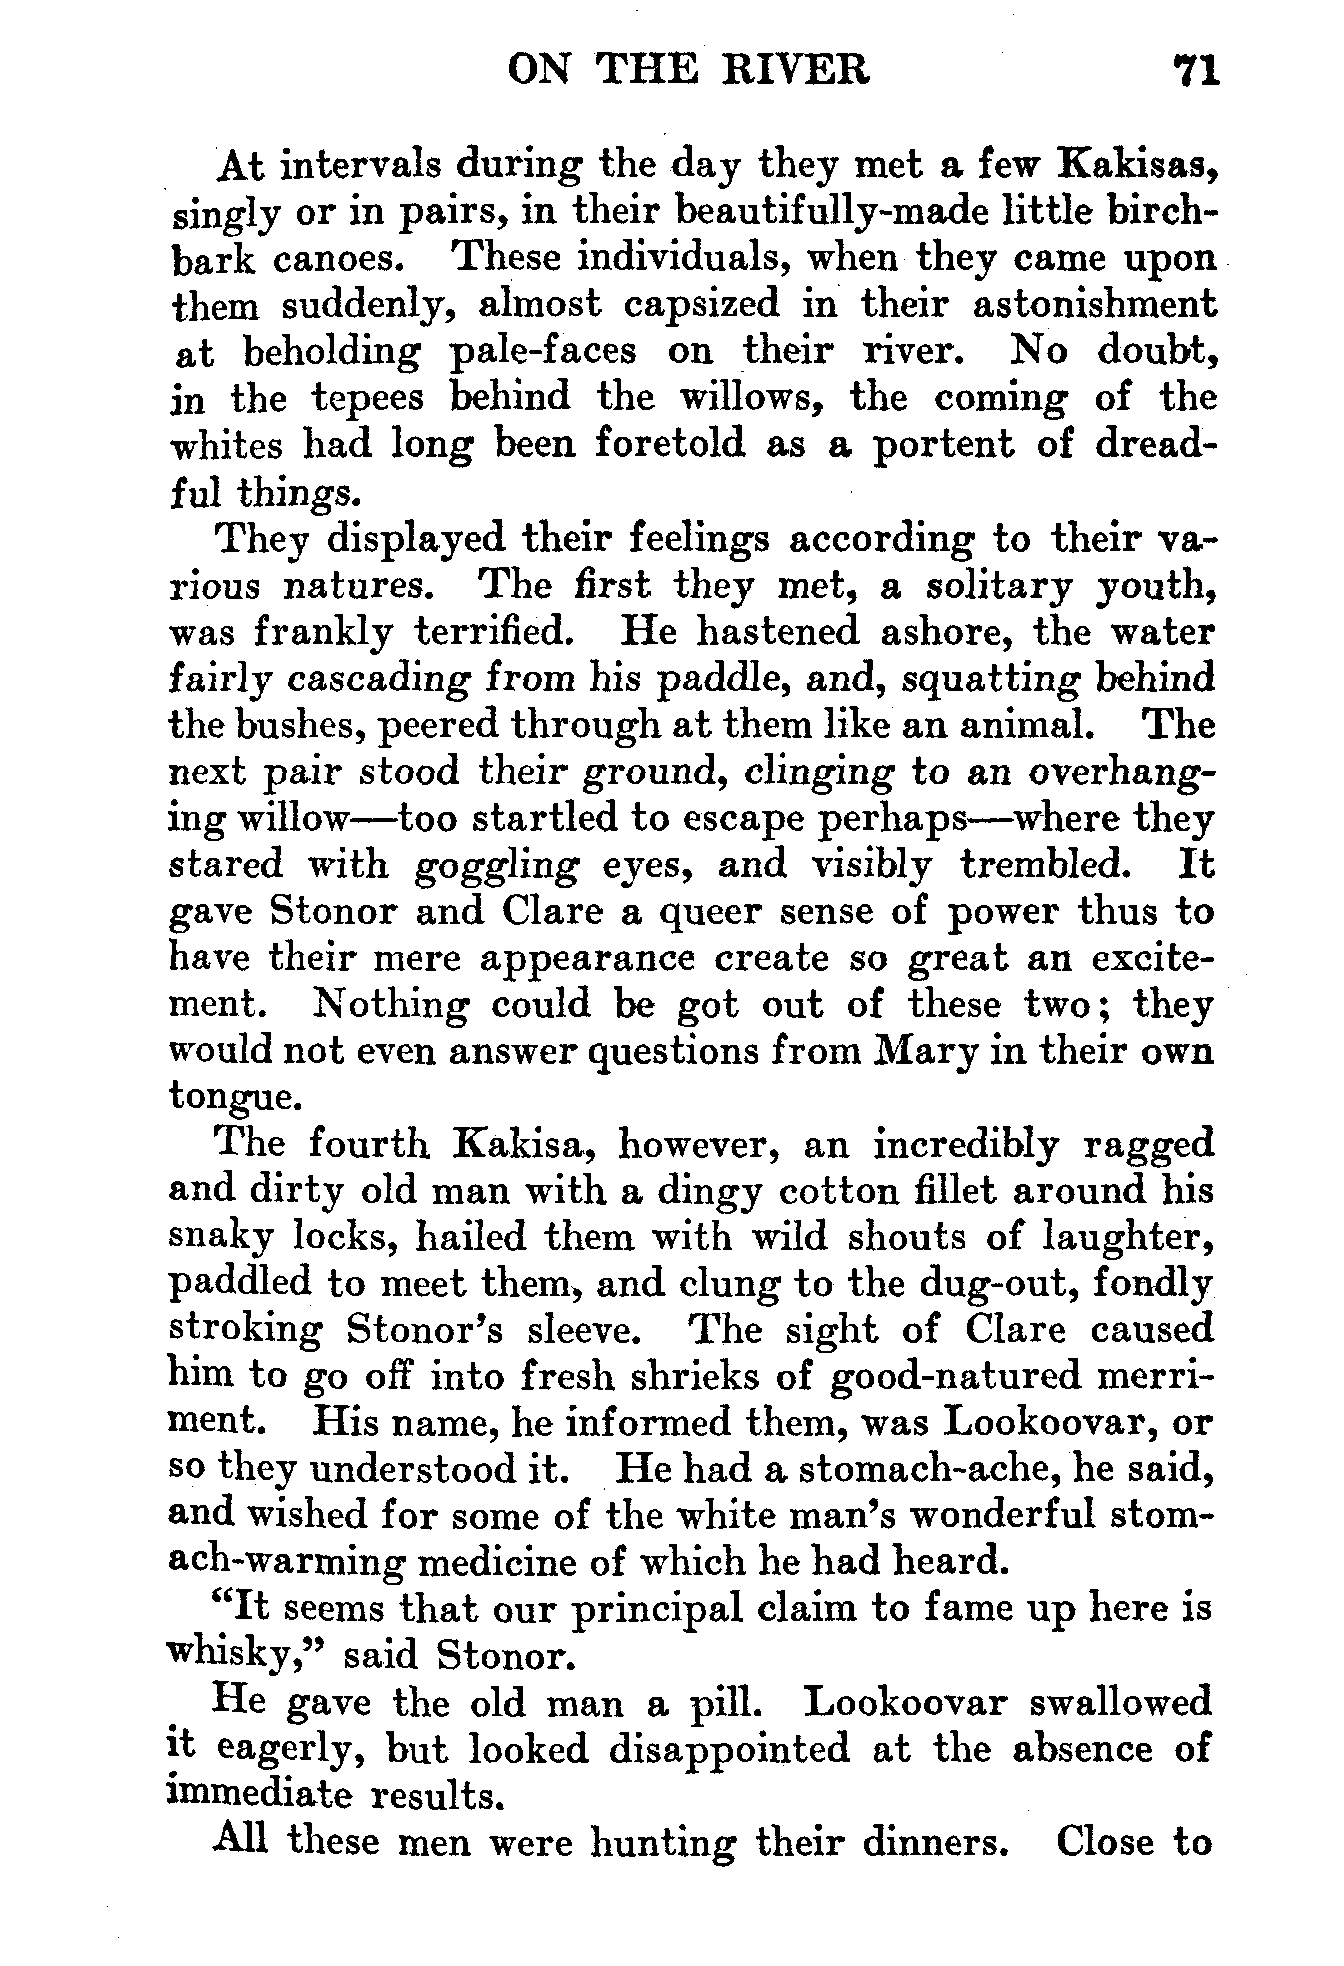 ON THE RIVER 71
At intervals during the day they met a few Kakisas,
singly or in pairs, in their beautifully-made little birch-
bark canoes. These individuals, when they came upon
them suddenly, almost capsized in their astonishment
at beholding pale-faces on their river. No doubt,
in the tepees behind the willows, the coming of the
whites had long been foretold as a portent of dread-
ful things.
They displayed their feelings according to their va-
rious natures. The first they met, a solitary youth,
was frankly terrified. He hastened ashore, the water
fairly cascading from his paddle, and, squatting behind
the bushes, peered through at them like an animal. The
next pair stood their ground, clinging to an overhang-
ing willow—too startled to escape perhaps—where they
stared with goggling eyes, and visibly trembled. It
gave Stonor and Clare a queer sense of power thus to
have their mere appearance create so great an excite-
ment. Nothing could be got out of these two; they
would not even answer questions from Mary in their own
tongue.
The fourth Kakisa, however, an incredibly ragged
and dirty old man with a dingy cotton fillet around his
snaky locks, hailed them with wild shouts of laughter,
paddled to meet them, and clung to the dug-out, fondly
stroking Stonor's sleeve. The sight of Clare caused
him to go off into fresh shrieks of good-natured merri-
ment. His name, he informed them, was Lookoovar, or
so they understood it. He had a stomach-ache, he said,
and wished for some of the white man's wonderful stom-
ach-warming medicine of which he had heard.
"It seems that our principal claim to fame up here is
whisky," said Stonor.
He gave the old man a pill. Lookoovar swallowed
it eagerly, but looked disappointed at the absence of
immediate results.
All these men were hunting their dinners. Close to